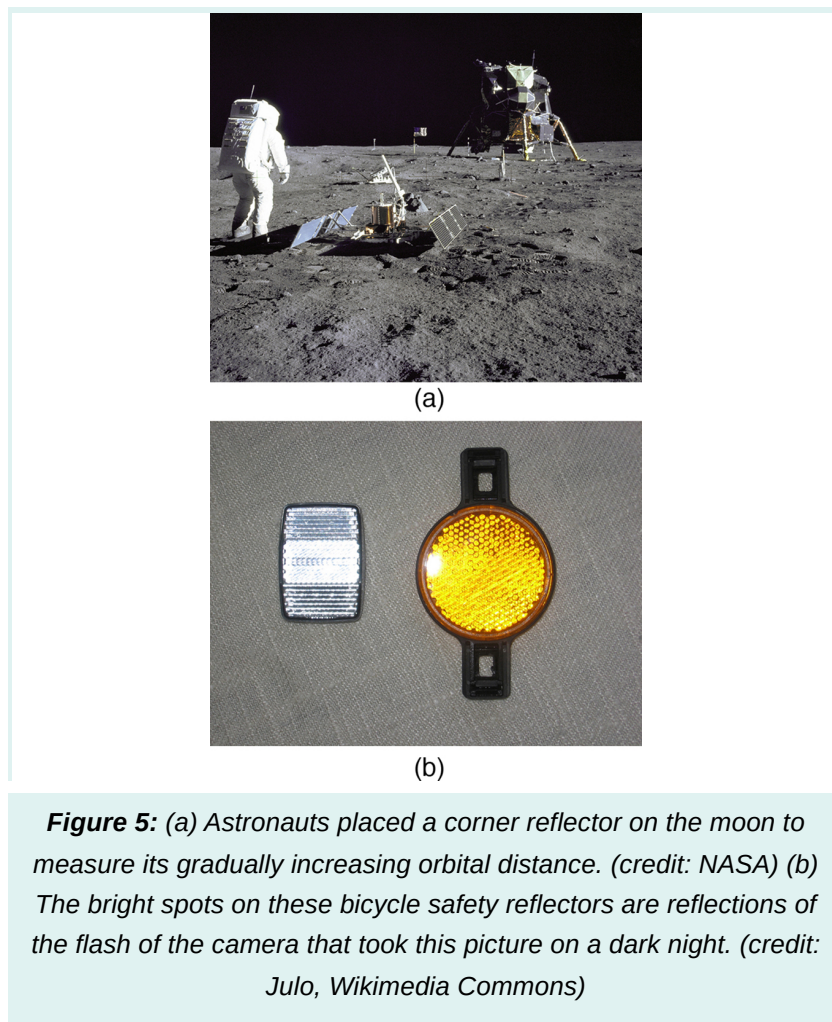 (a)
(b)
Figure 5: (a) Astronauts placed a corner reflector on the moon to
measure its gradually increasing orbital distance. (credit: NASA) (b)
The bright spots on these bicycle safety reflectors are reflections of
the flash of the camera that took this picture on a dark night. (credit:
Julo, Wikimedia Commons)